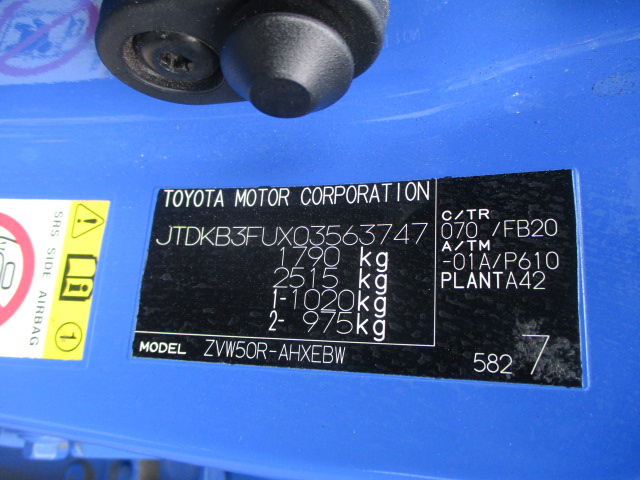 TOYOTA MOTOR CORPORATION
JTDKB3FUX03563747
1790 kg
2515 kg
1-1020kg
2- 975kg
MODEL ZVW50R-AHXEBW
C/TR
070 /FB20
A/TM
-01A/P610
PLANTA42
582 7
SRS SIDE AIRBAG
1